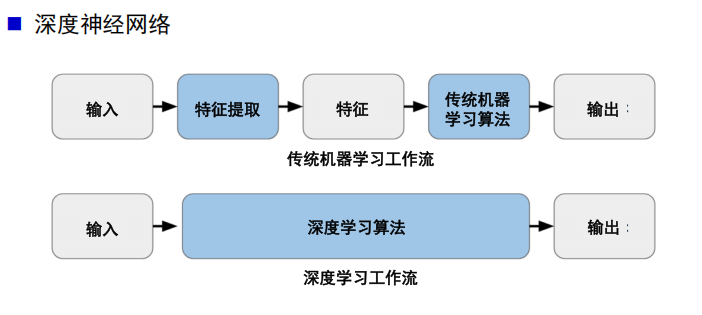 深度神经网络
输入
特征提取
特征
传统机器
学习算法
输出:
传统机器学习工作流
输入
深度学习算法
输出:
深度学习工作流